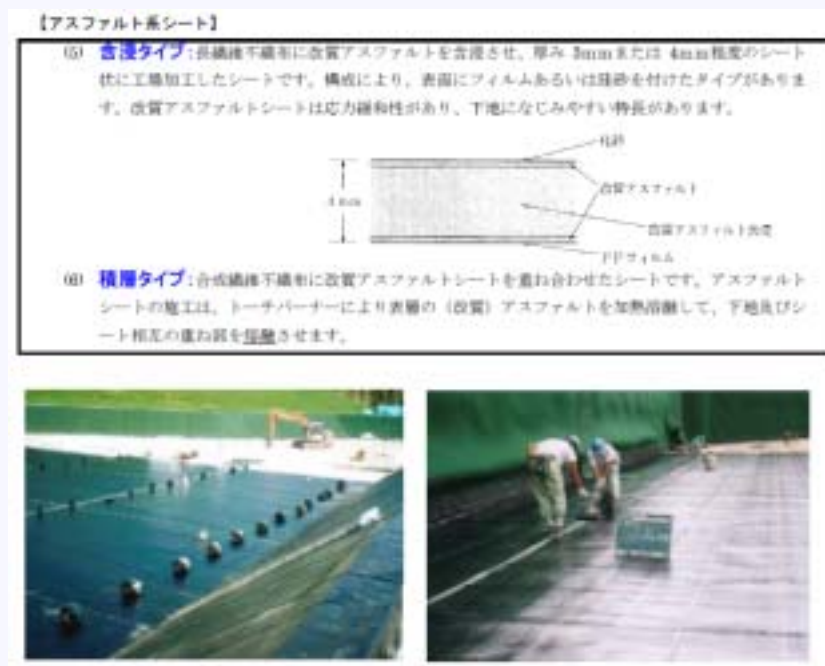 【アスファルト系シート】
(5) 含浸タイプ:長繊維不織布に改質アスファルトを含浸させ、厚み 3mmまたは 4mm程度のシート
状に工場加工したシートです。構成により、表面にフィルムあるいは珪砂を付けたタイプがありま
す。改質アスファルトシートは応力緩和性があり、下地になじみやすい特長があります。
硅砂
改質アスファルト
4mm
改質アスファルト含浸
PPフィルム
(6) 積層タイプ:合成繊維不織布に改質アスファルトシートを重ね合わせたシートです。アスファルト
シートの施工は、トーチバーナーにより表層の（改質）アスファルトを加熱溶融して、下地及びシ
ート相互の重ね部を溶融させます。